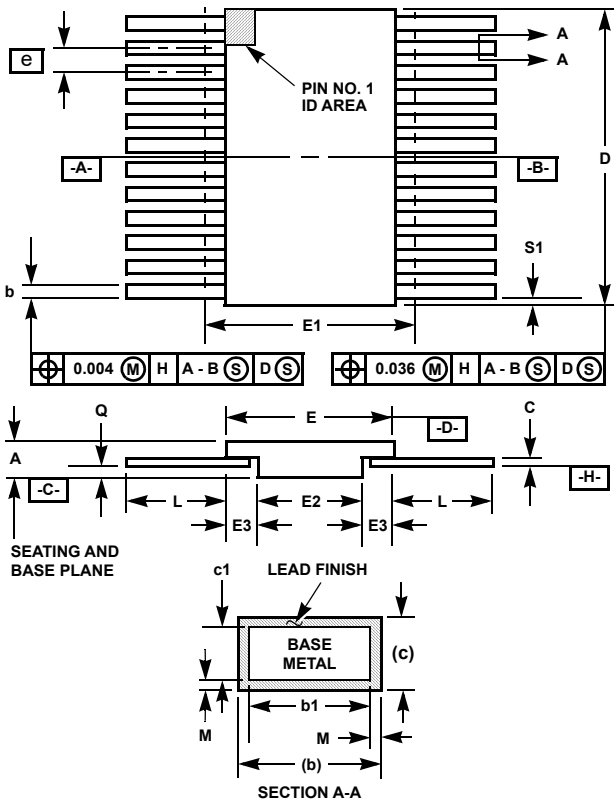 e
A
A
PIN NO. 1
ID AREA
-A-
-B-
D
S1
b
E1
⌖ 0.004 Ⓜ H A - B Ⓢ D Ⓢ
⌖ 0.036 Ⓜ H A - B Ⓢ D Ⓢ
Q
E
C
-D-
A
-C-
-H-
L
E2
L
E3
E3
SEATING AND
BASE PLANE
c1
LEAD FINISH
BASE
METAL
(c)
b1
M
M
(b)
SECTION A-A